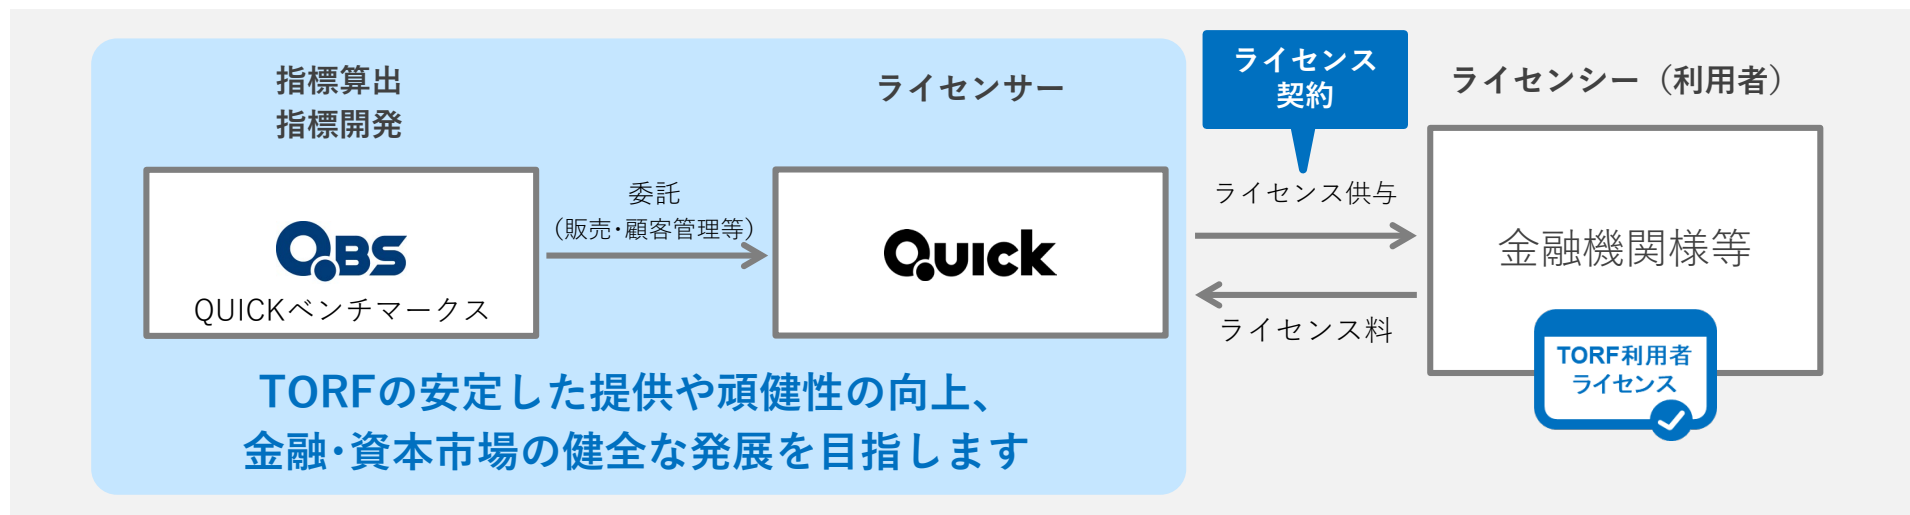 指標算出
指標開発
QBS
QUICKベンチマークス
委託
（販売・顧客管理等）
ライセンサー
QUICK
TORFの安定した提供や頑健性の向上、
金融・資本市場の健全な発展を目指します
ライセンス
契約
ライセンス供与
ライセンス料
ライセンシー（利用者）
金融機関様等
TORF利用者
ライセンス